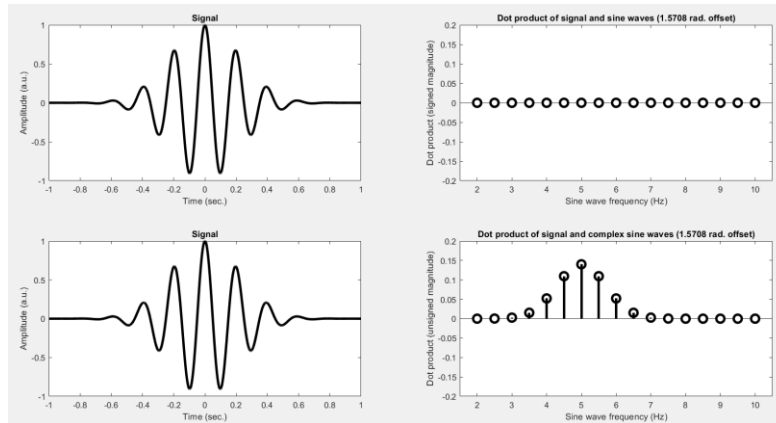 Signal
Amplitude (a.u.)
1
0.5
0
-0.5
-1
-1 -0.8 -0.6 -0.4 -0.2 0 0.2 0.4 0.6 0.8 1
Time (sec.)
Dot product of signal and sine waves (1.5708 rad. offset)
Dot product (signed magnitude)
0.2
0.15
0.1
0.05
0
-0.05
-0.1
-0.15
-0.2
2 3 4 5 6 7 8 9 10
Sine wave frequency (Hz)
Signal
Amplitude (a.u.)
1
0.5
0
-0.5
-1
-1 -0.8 -0.6 -0.4 -0.2 0 0.2 0.4 0.6 0.8 1
Time (sec.)
Dot product of signal and complex sine waves (1.5708 rad. offset)
Dot product (unsigned magnitude)
0.2
0.15
0.1
0.05
0
-0.05
-0.1
-0.15
-0.2
2 3 4 5 6 7 8 9 10
Sine wave frequency (Hz)